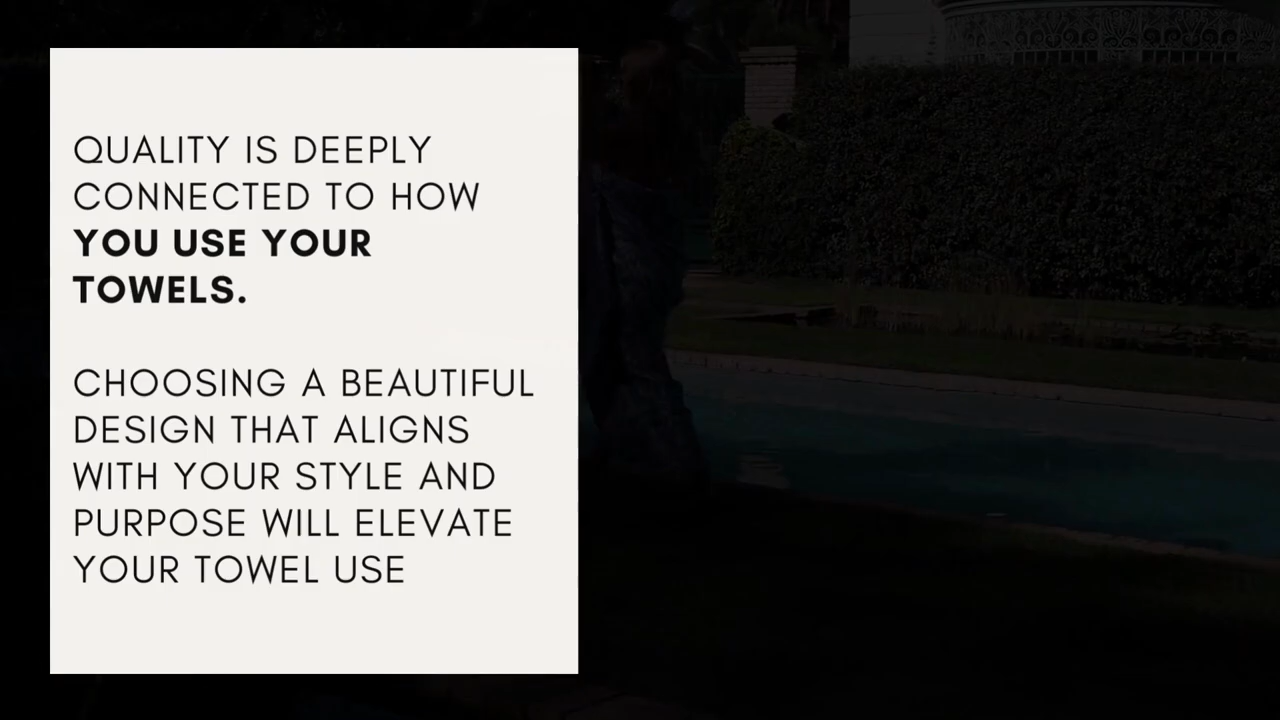 QUALITY IS DEEPLY
CONNECTED TO HOW
YOU USE YOUR
TOWELS.
CHOOSING A BEAUTIFUL
DESIGN THAT ALIGNS
WITH YOUR STYLE AND
PURPOSE WILL ELEVATE
YOUR TOWEL USE